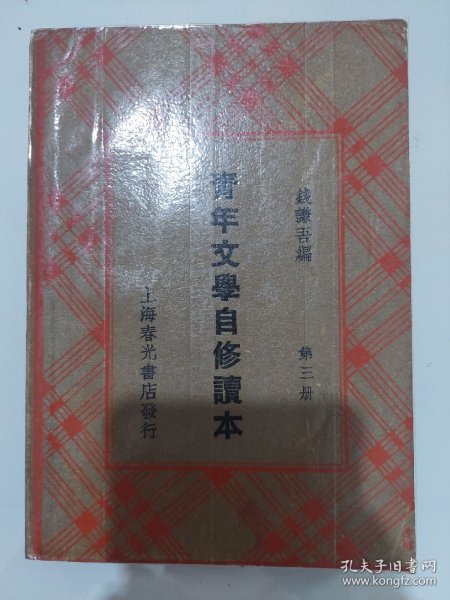 錢謙吾編
第三册
青年文學自修讀本
上海春光書店發行
孔夫子旧书网
www.kongfz.com